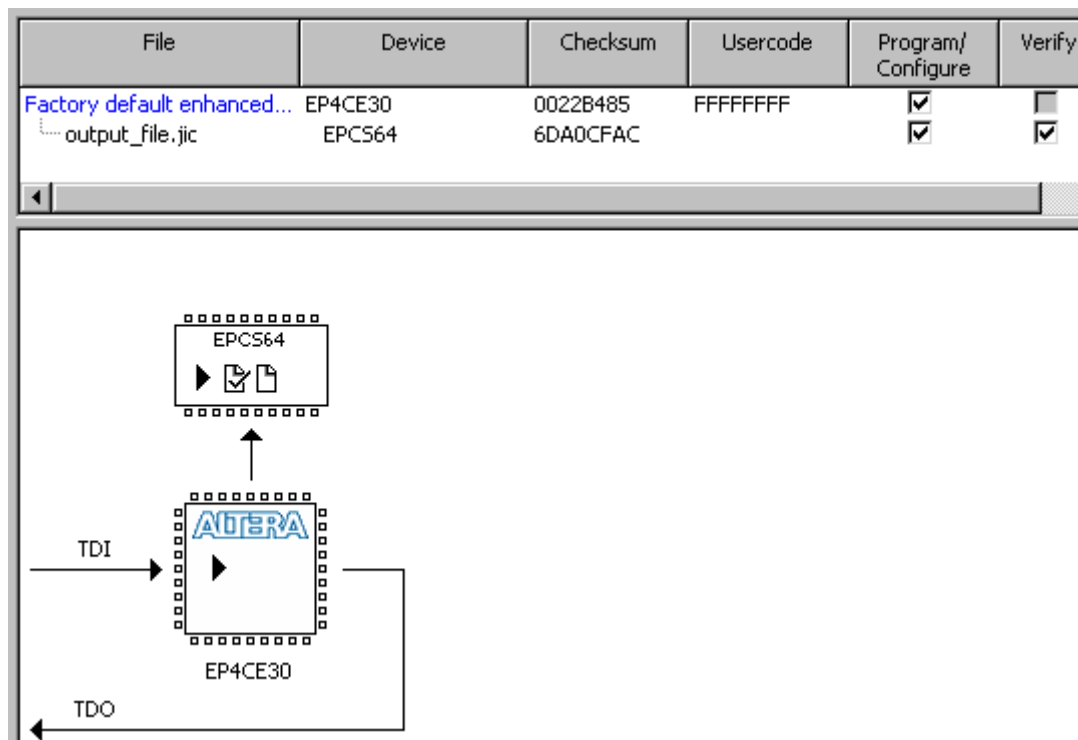 File Device Checksum Usercode Program/ Verify
Configure
Factory default enhanced... EP4CE30 0022B485 FFFFFFFF
output_file.jic EPCS64 6DA0CFAC
EPCS64
ALTERA
TDI
EP4CE30
TDO